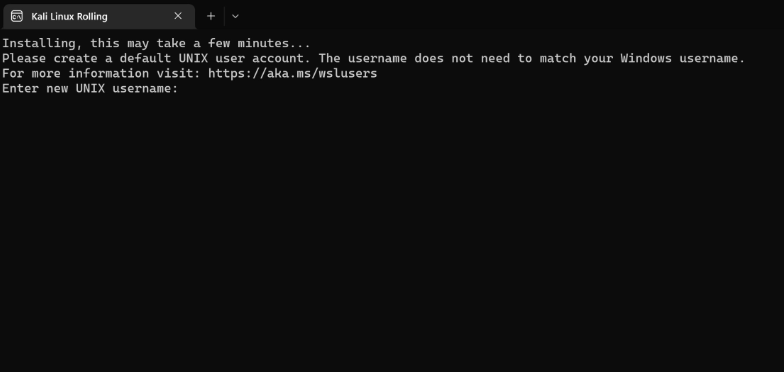 Kali Linux Rolling
Installing, this may take a few minutes...
Please create a default UNIX user account. The username does not need to match your Windows username.
For more information visit: https://aka.ms/wslusers
Enter new UNIX username: